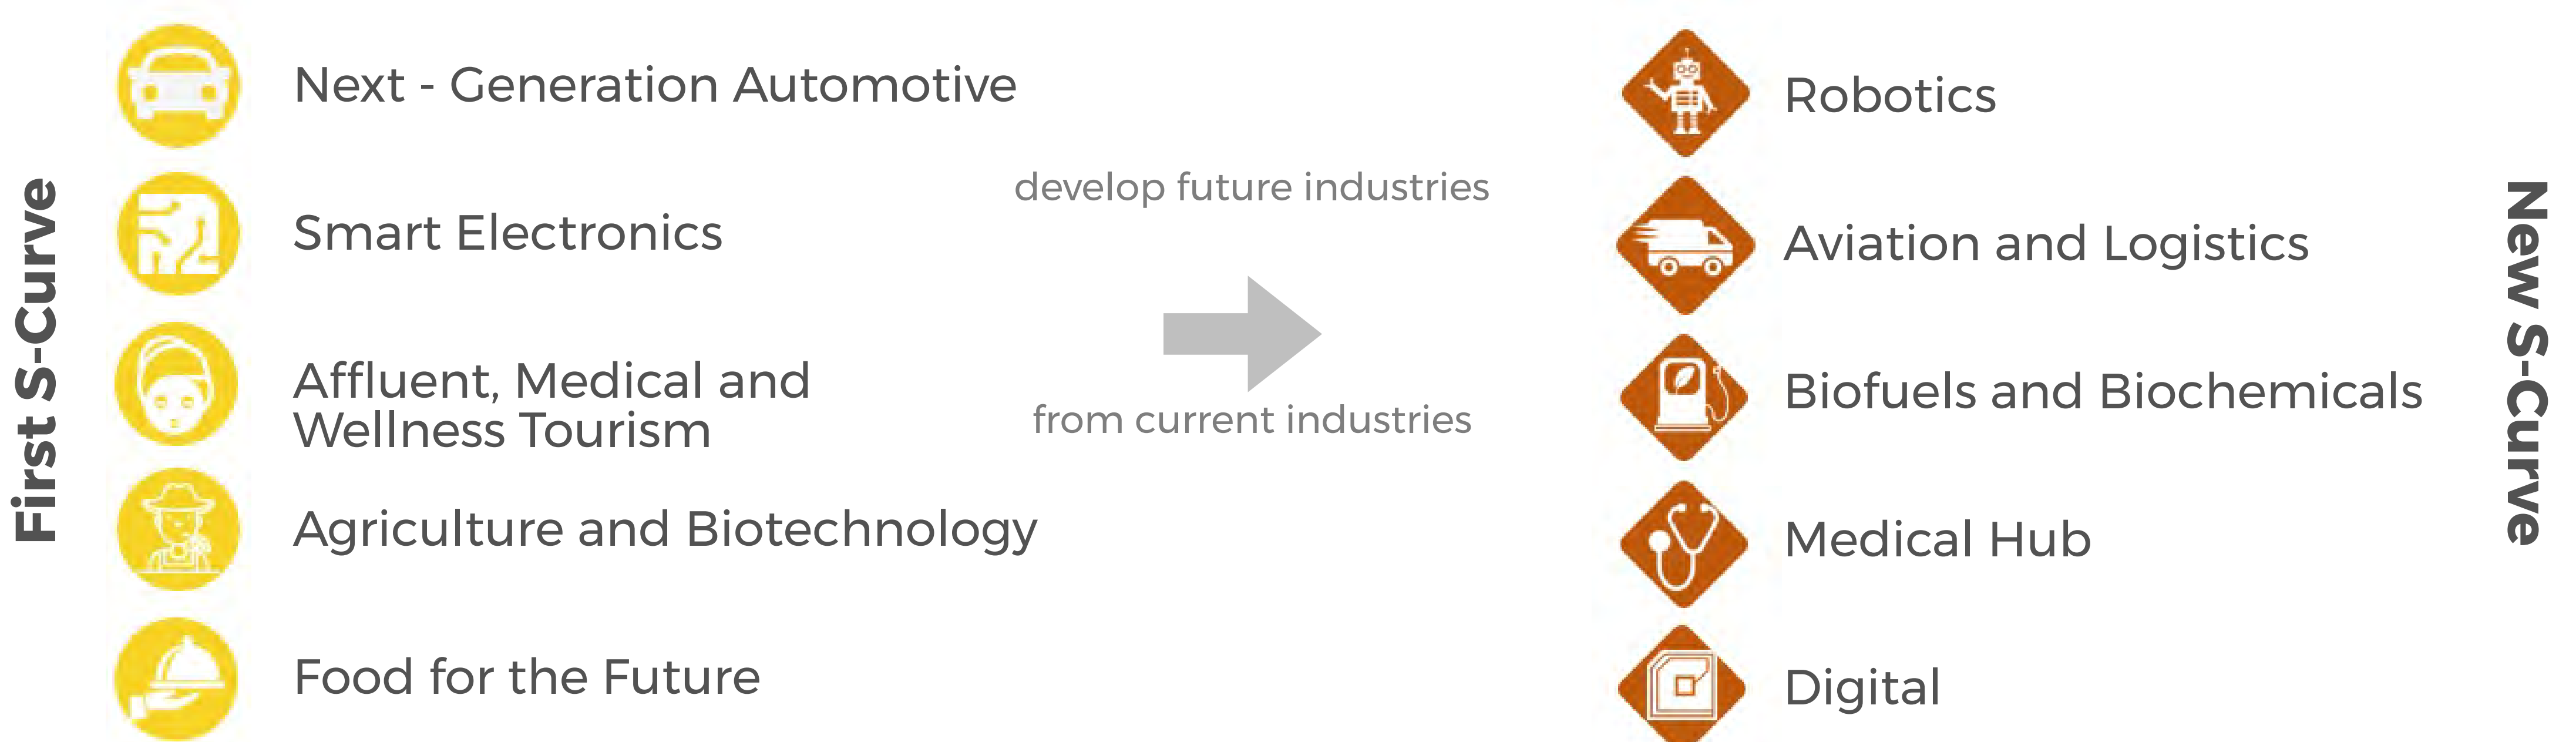 First S-Curve
Next - Generation Automotive
Smart Electronics
Affluent, Medical and
Wellness Tourism
Agriculture and Biotechnology
Food for the Future
develop future industries
from current industries
Robotics
Aviation and Logistics
Biofuels and Biochemicals
Medical Hub
Digital
New S-Curve